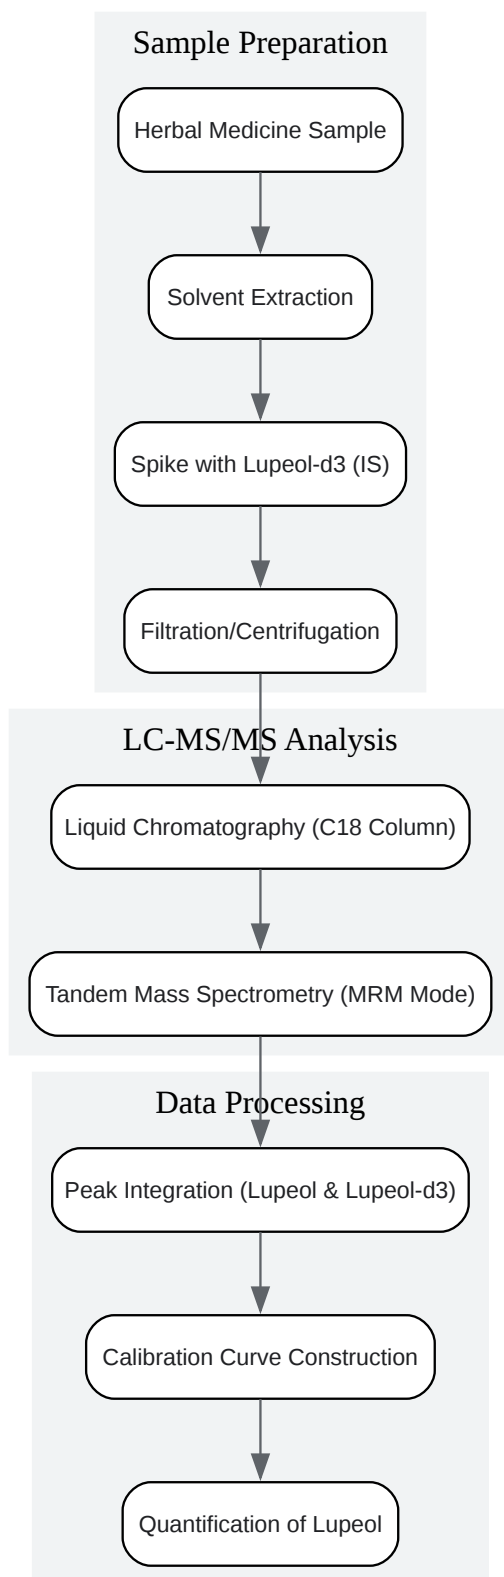 Sample Preparation
Herbal Medicine Sample
Solvent Extraction
Spike with Lupeol-d3 (IS)
Filtration/Centrifugation
LC-MS/MS Analysis
Liquid Chromatography (C18 Column)
Tandem Mass Spectrometry (MRM Mode)
Data Processing
Peak Integration (Lupeol & Lupeol-d3)
Calibration Curve Construction
Quantification of Lupeol